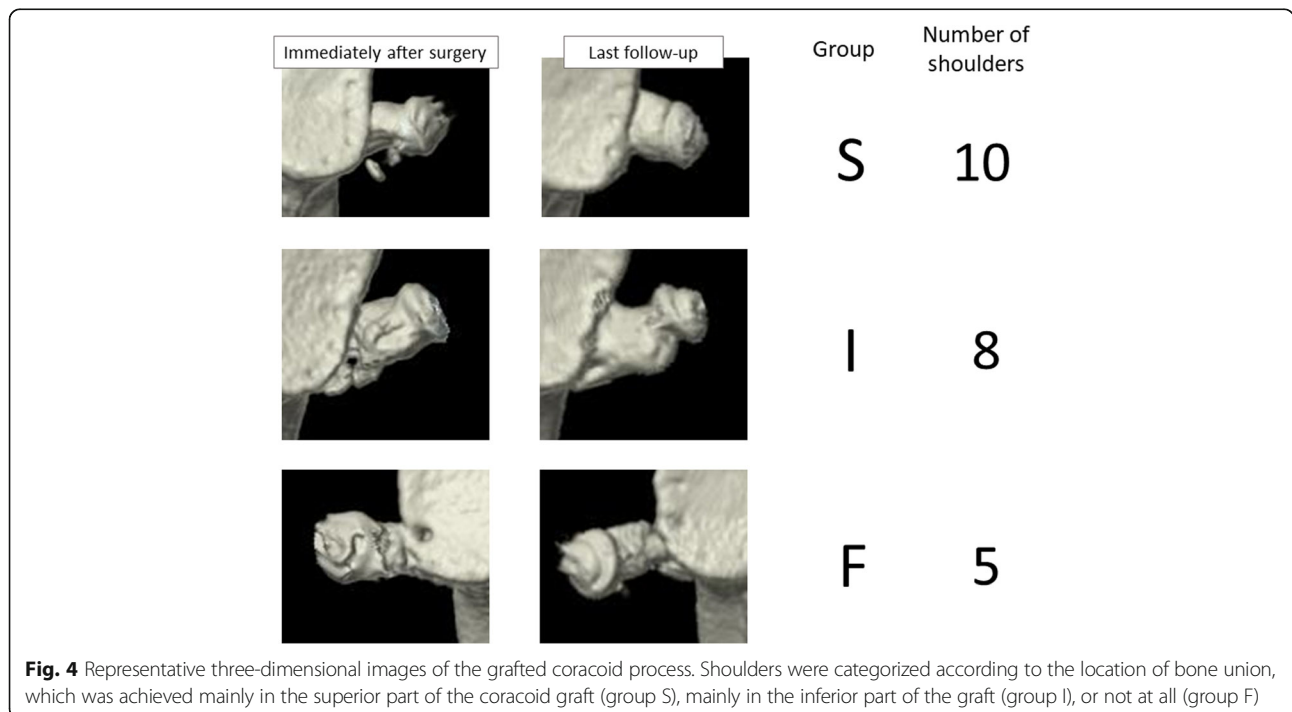 Immediately after surgery
Last follow-up
Group
Number of
shoulders
S
10
I
8
F
5
Fig. 4 Representative three-dimensional images of the grafted coracoid process. Shoulders were categorized according to the location of bone union,
which was achieved mainly in the superior part of the coracoid graft (group S), mainly in the inferior part of the graft (group I), or not at all (group F)